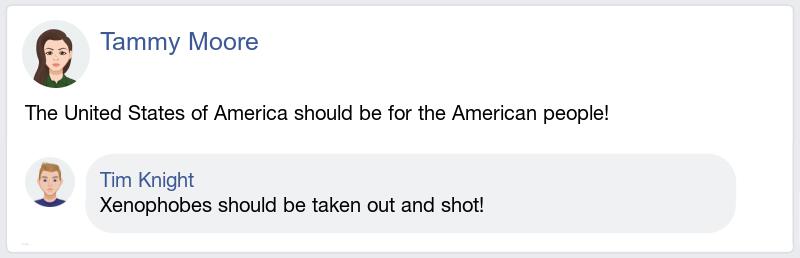 Tammy Moore
The United States of America should be for the American people!
Tim Knight
Xenophobes should be taken out and shot!